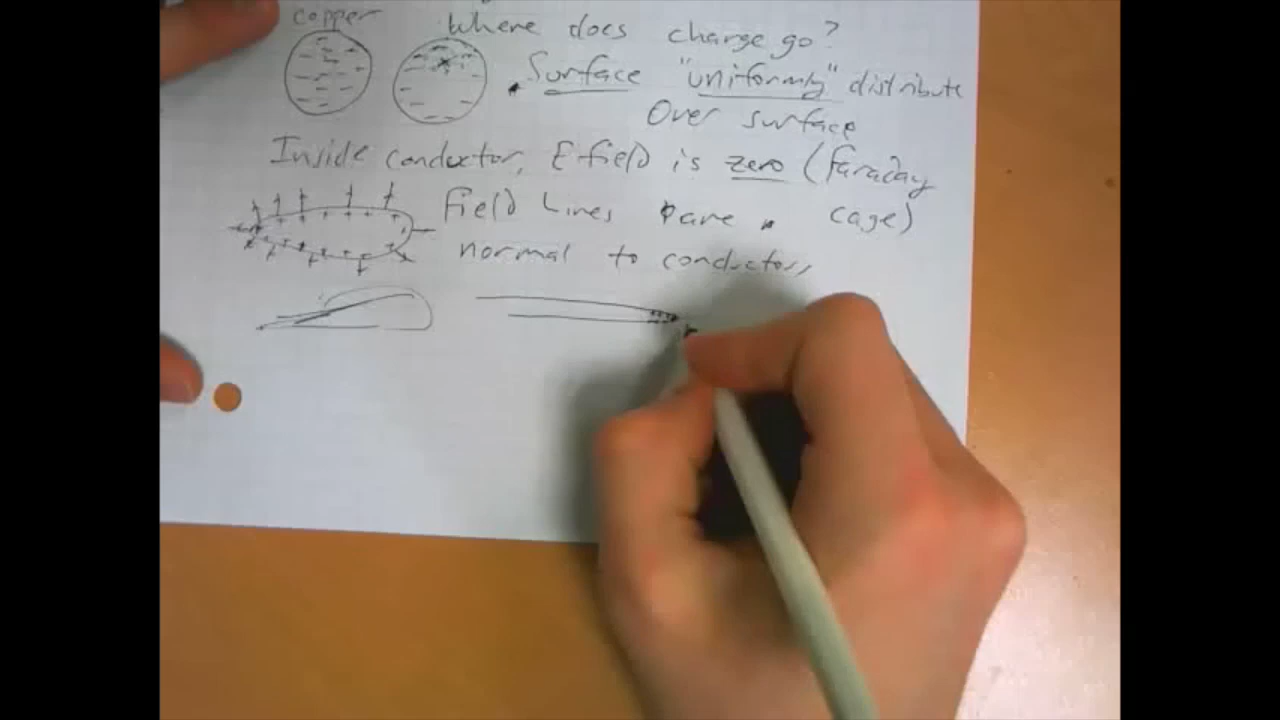 copper
Where does charge go?
Surface "uniformly" distribute
Over surface
Inside conductor, E-field is zero (faraday
cage)
field Lines are
normal to conductors